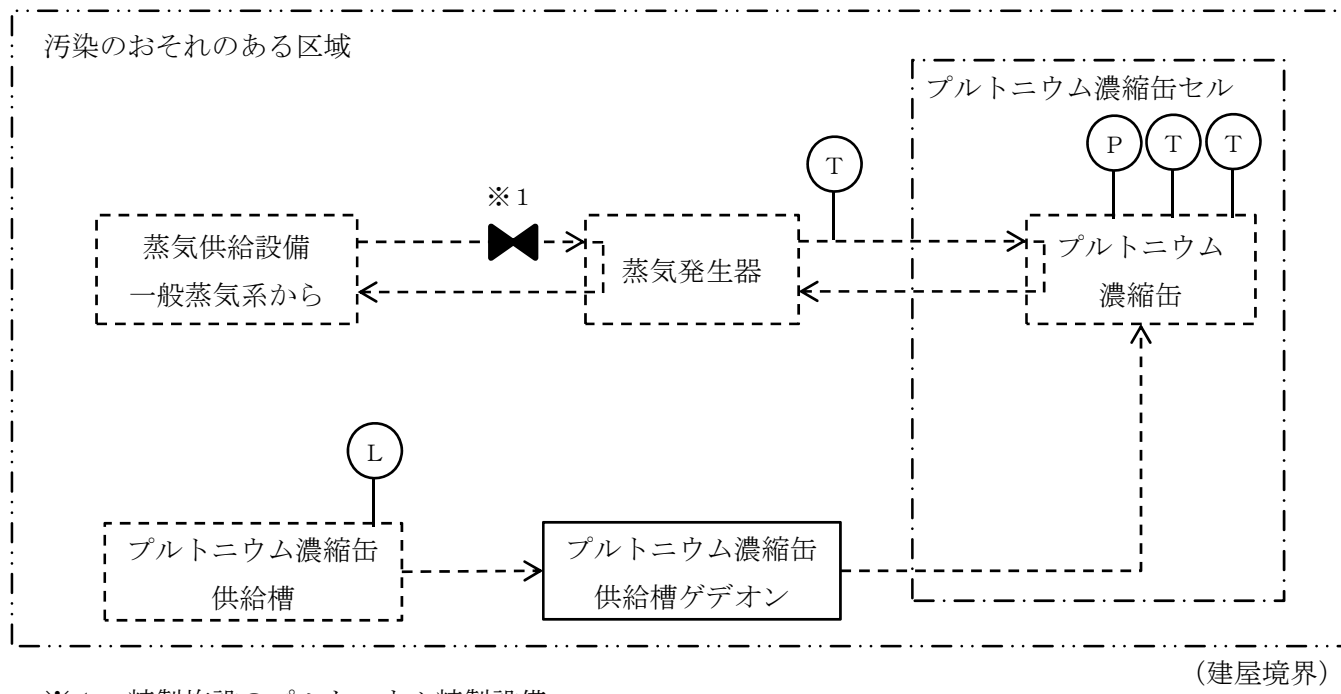 汚染のおそれのある区域
プルトニウム濃縮缶セル
P
T
T
T
※1
蒸気供給設備
一般蒸気系から
蒸気発生器
プルトニウム
濃縮缶
L
プルトニウム濃縮缶
供給槽
プルトニウム濃縮缶
供給槽ゲデオン
(建屋境界)